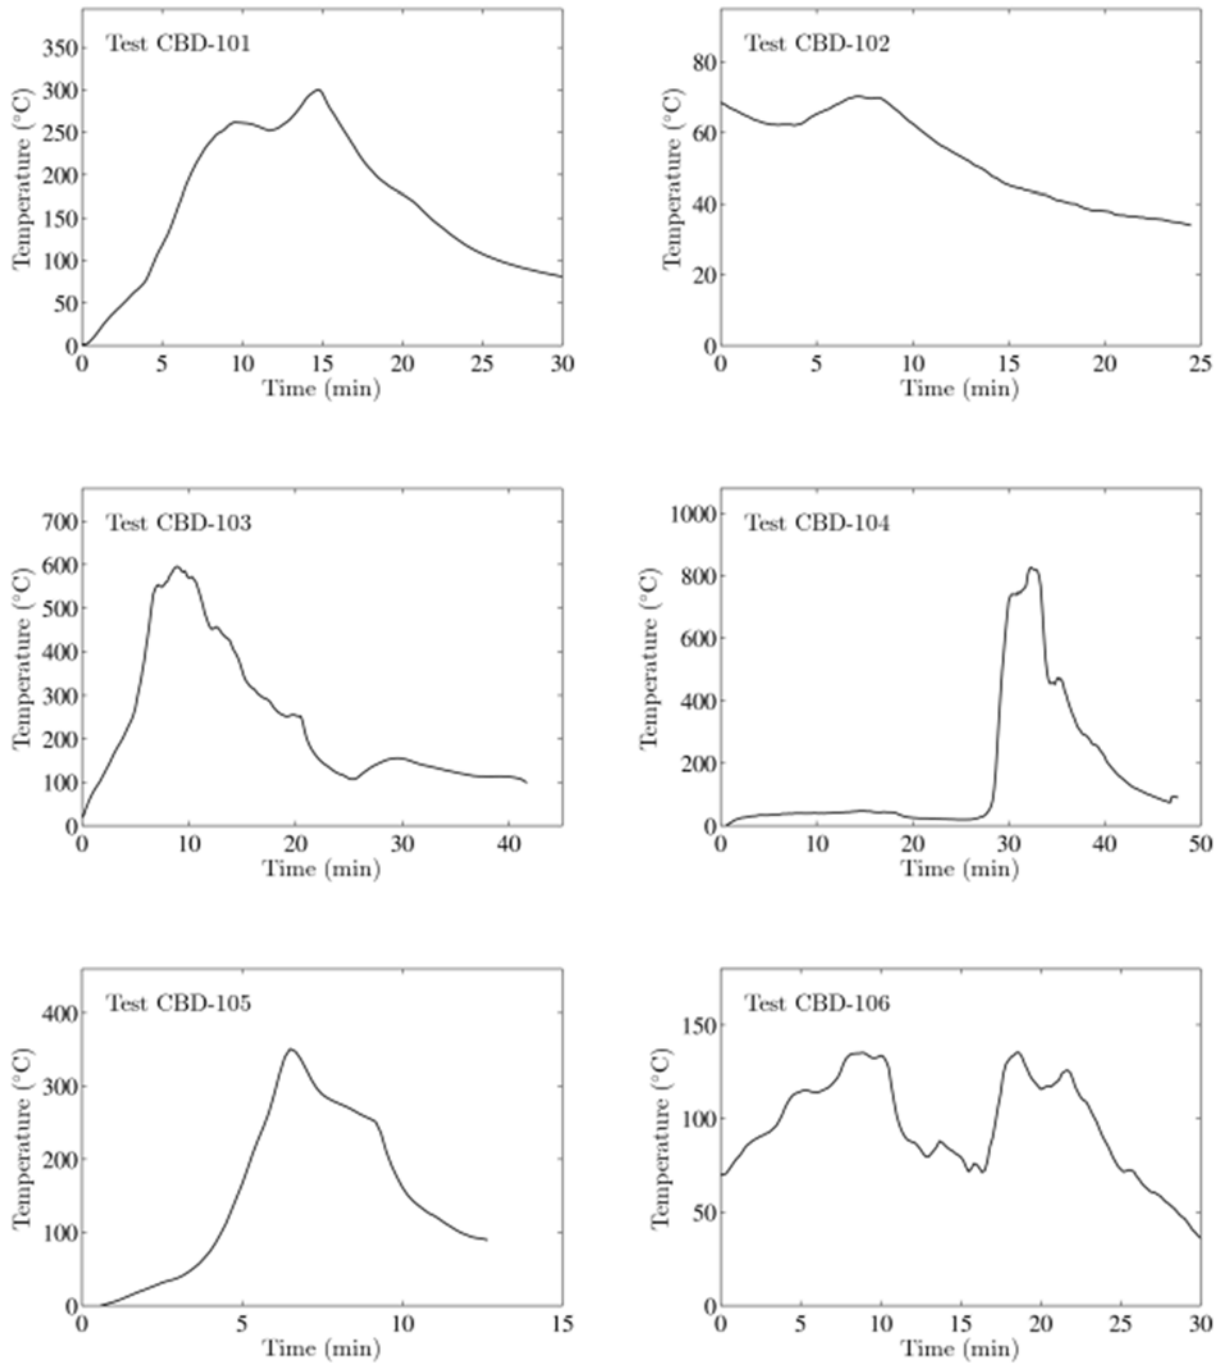 Test CBD-101
Temperature (°C)
350
300
250
200
150
100
50
0
0 5 10 15 20 25 30
Time (min)
Test CBD-102
Temperature (°C)
80
60
40
20
0
0 5 10 15 20 25
Time (min)
Test CBD-103
Temperature (°C)
700
600
500
400
300
200
100
0
0 10 20 30 40
Time (min)
Test CBD-104
Temperature (°C)
1000
800
600
400
200
0
0 10 20 30 40 50
Time (min)
Test CBD-105
Temperature (°C)
400
300
200
100
0
0 5 10 15
Time (min)
Test CBD-106
Temperature (°C)
150
100
50
0
0 5 10 15 20 25 30
Time (min)